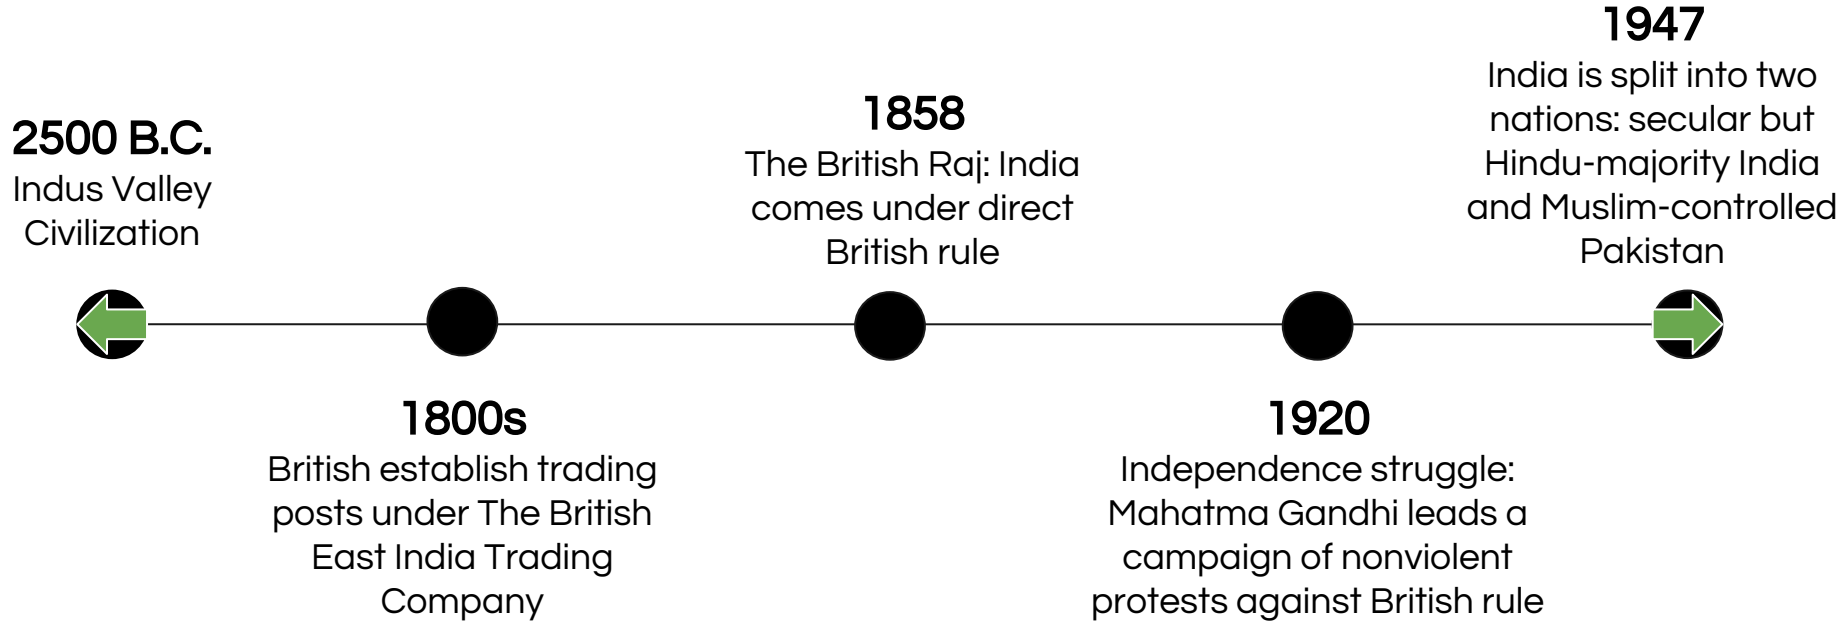 2500 B.C.
Indus Valley
Civilization
1800s
British establish trading
posts under The British
East India Trading
Company
1858
The British Raj: India
comes under direct
British rule
1920
Independence struggle:
Mahatma Gandhi leads a
campaign of nonviolent
protests against British rule
1947
India is split into two
nations: secular but
Hindu-majority India
and Muslim-controlled
Pakistan